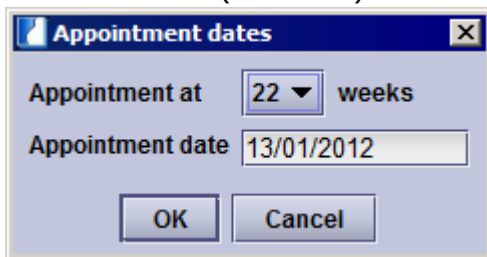 Appointment dates
Appointment at 22 weeks
Appointment date 13/01/2012
OK Cancel